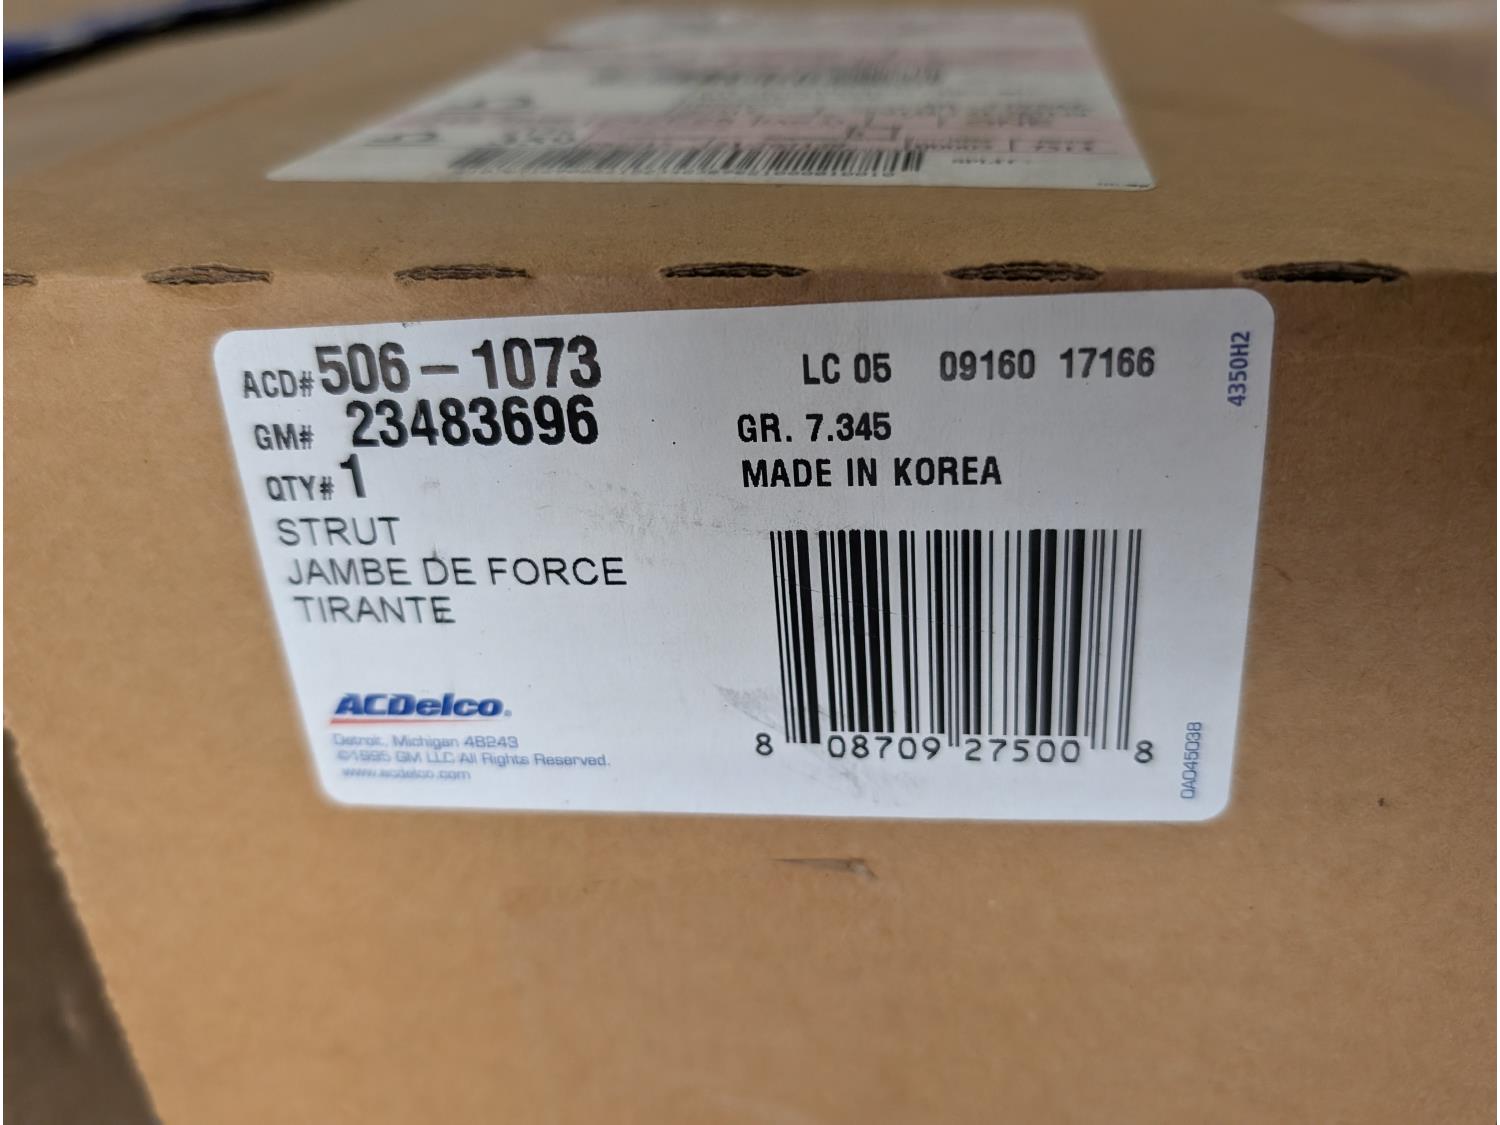 ACD# 506-1073
GM# 23483696
QTY# 1
STRUT
JAMBE DE FORCE
TIRANTE
LC 05 09160 17166
GR. 7.345
MADE IN KOREA
4350H2
8 08709 27500 8
0A045038
ACDelco.
Detroit, Michigan 48243
©1995 GM LLC All Rights Reserved.
www.acdelco.com